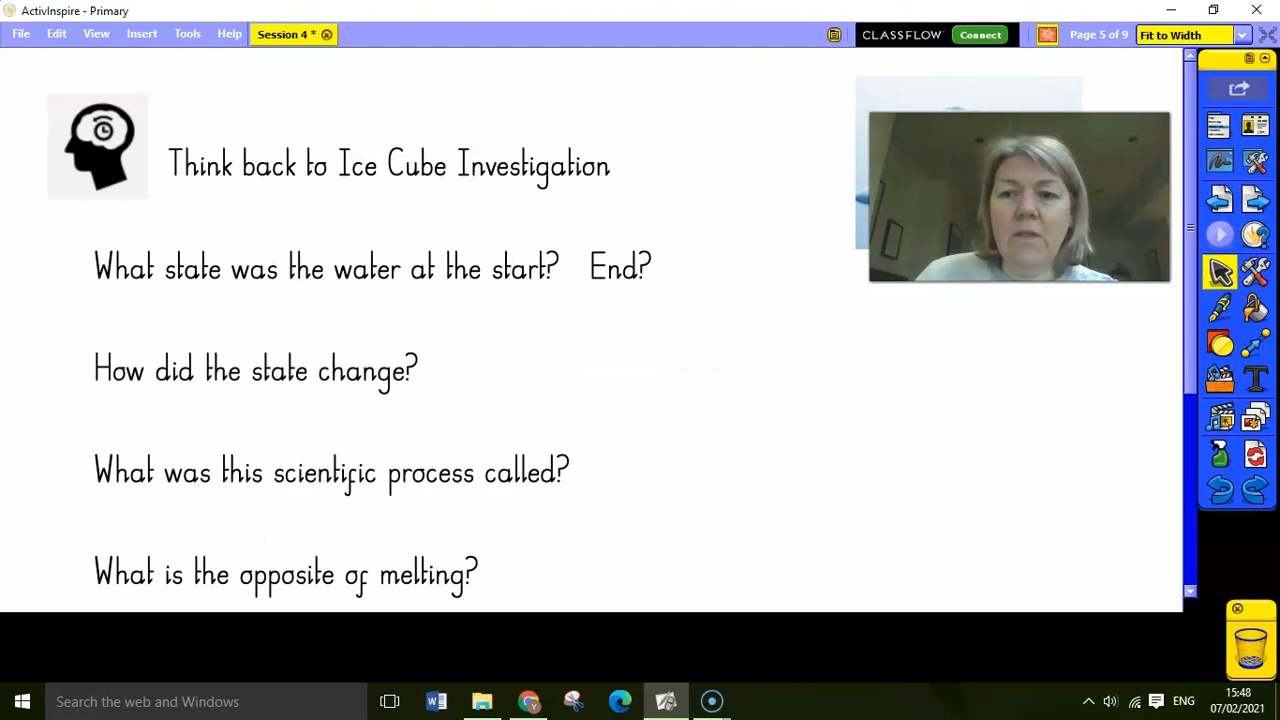 ActivInspire - Primary
File Edit View Insert Tools Help Session 4 * CLASSFLOW Connect Page 5 of 9 Fit to Width
Think back to Ice Cube Investigation
What state was the water at the start? End?
How did the state change?
What was this scientific process called?
What is the opposite of melting?
Search the web and Windows
ENG
15:48
07/02/2021